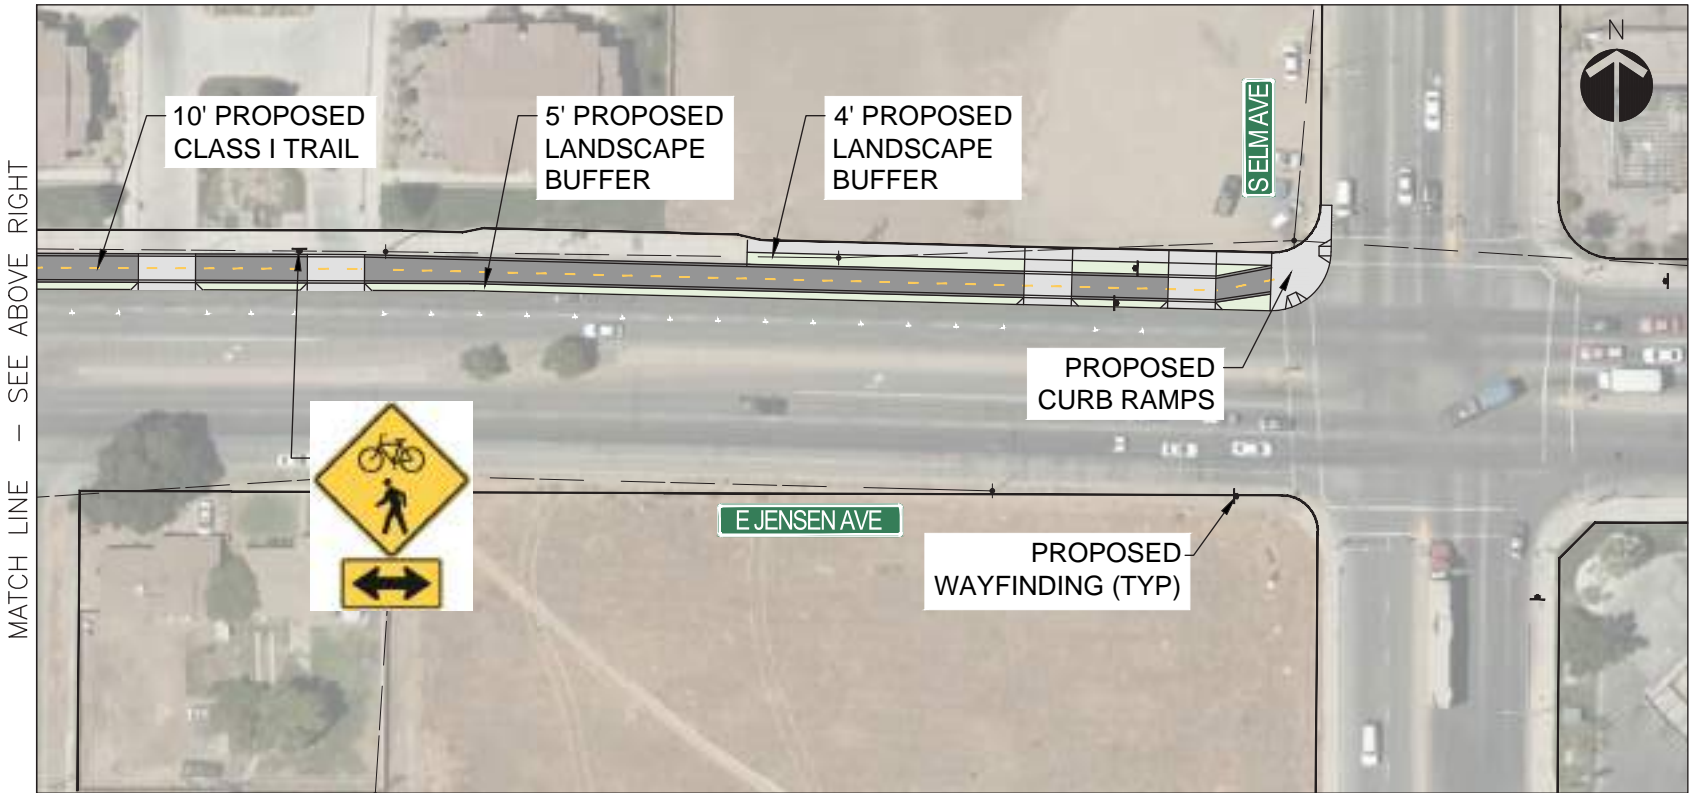 N
10' PROPOSED
CLASS I TRAIL
5' PROPOSED
LANDSCAPE
BUFFER
4' PROPOSED
LANDSCAPE
BUFFER
S ELM AVE
MATCH LINE – SEE ABOVE RIGHT
PROPOSED
CURB RAMPS
E JENSEN AVE
PROPOSED
WAYFINDING (TYP)